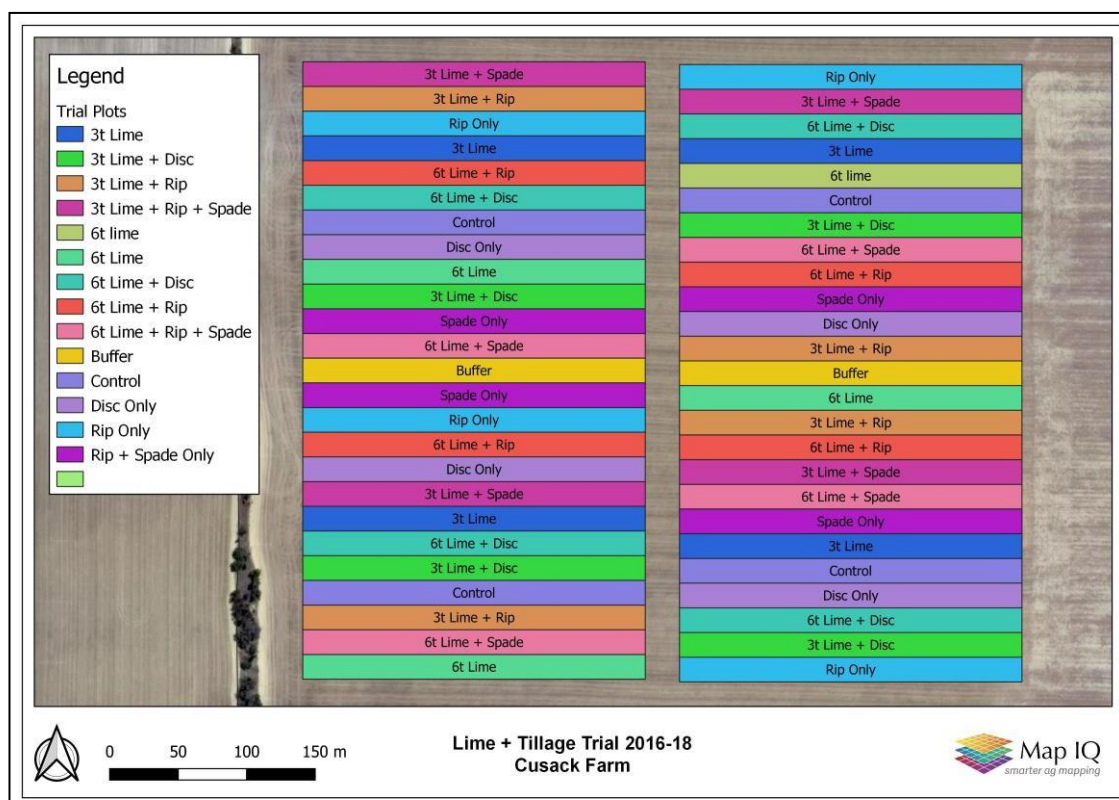 Legend
Trial Plots
3t Lime
3t Lime + Disc
3t Lime + Rip
3t Lime + Rip + Spade
6t lime
6t Lime
6t Lime + Disc
6t Lime + Rip
6t Lime + Rip + Spade
Buffer
Control
Disc Only
Rip Only
Rip + Spade Only
3t Lime + Spade
3t Lime + Rip
Rip Only
3t Lime
6t Lime + Rip
6t Lime + Disc
Control
Disc Only
6t Lime
3t Lime + Disc
Spade Only
6t Lime + Spade
Buffer
Spade Only
Rip Only
6t Lime + Rip
Disc Only
3t Lime + Spade
3t Lime
6t Lime + Disc
3t Lime + Disc
Control
3t Lime + Rip
6t Lime + Spade
6t Lime
Rip Only
3t Lime + Spade
6t Lime + Disc
3t Lime
6t lime
Control
3t Lime + Disc
6t Lime + Spade
6t Lime + Rip
Spade Only
Disc Only
3t Lime + Rip
Buffer
6t Lime
3t Lime + Rip
6t Lime + Rip
3t Lime + Spade
6t Lime + Spade
Spade Only
3t Lime
Control
Disc Only
6t Lime + Disc
3t Lime + Disc
Rip Only
0 50 100 150 m
Lime + Tillage Trial 2016-18
Cusack Farm
Map IQ
smarter ag mapping